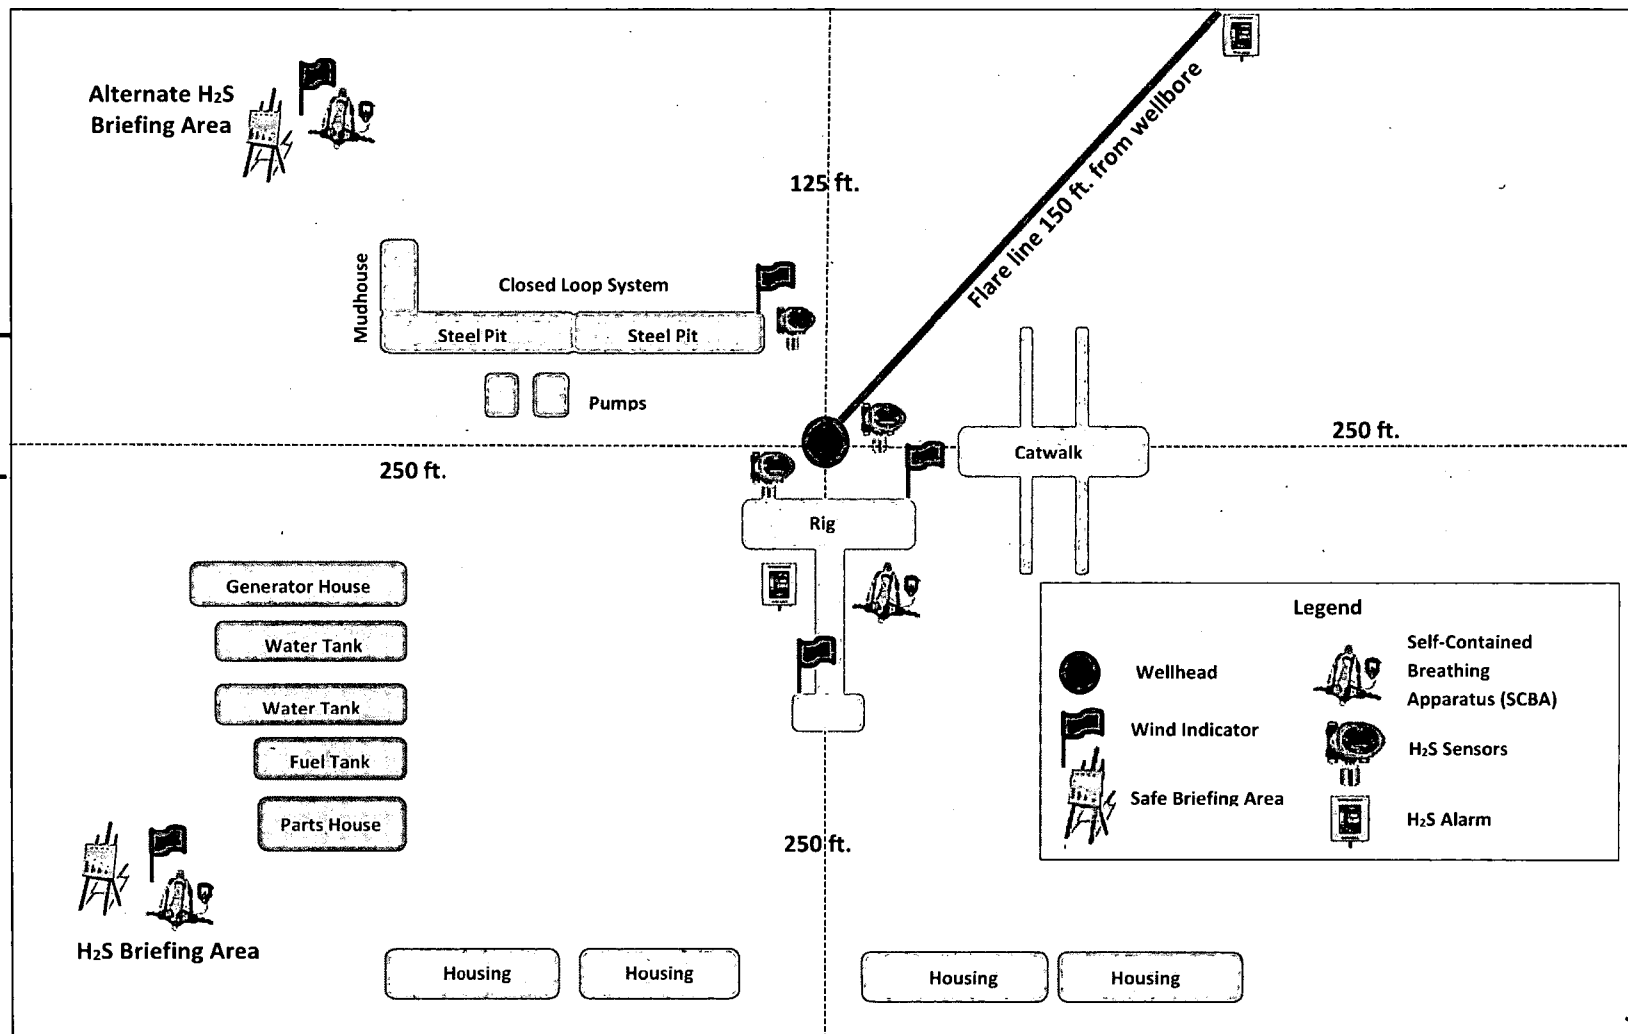 Alternate H₂S
Briefing Area
125 ft.
Flare line 150 ft. from wellbore
Mudhouse
Closed Loop System
Steel Pit
Steel Pit
Pumps
250 ft.
250 ft.
Catwalk
Rig
Generator House
Water Tank
Water Tank
Fuel Tank
Parts House
H₂S Briefing Area
250 ft.
Housing
Housing
Housing
Housing
Legend
Wellhead
Wind Indicator
Safe Briefing Area
Self-Contained
Breathing
Apparatus (SCBA)
H₂S Sensors
H₂S Alarm